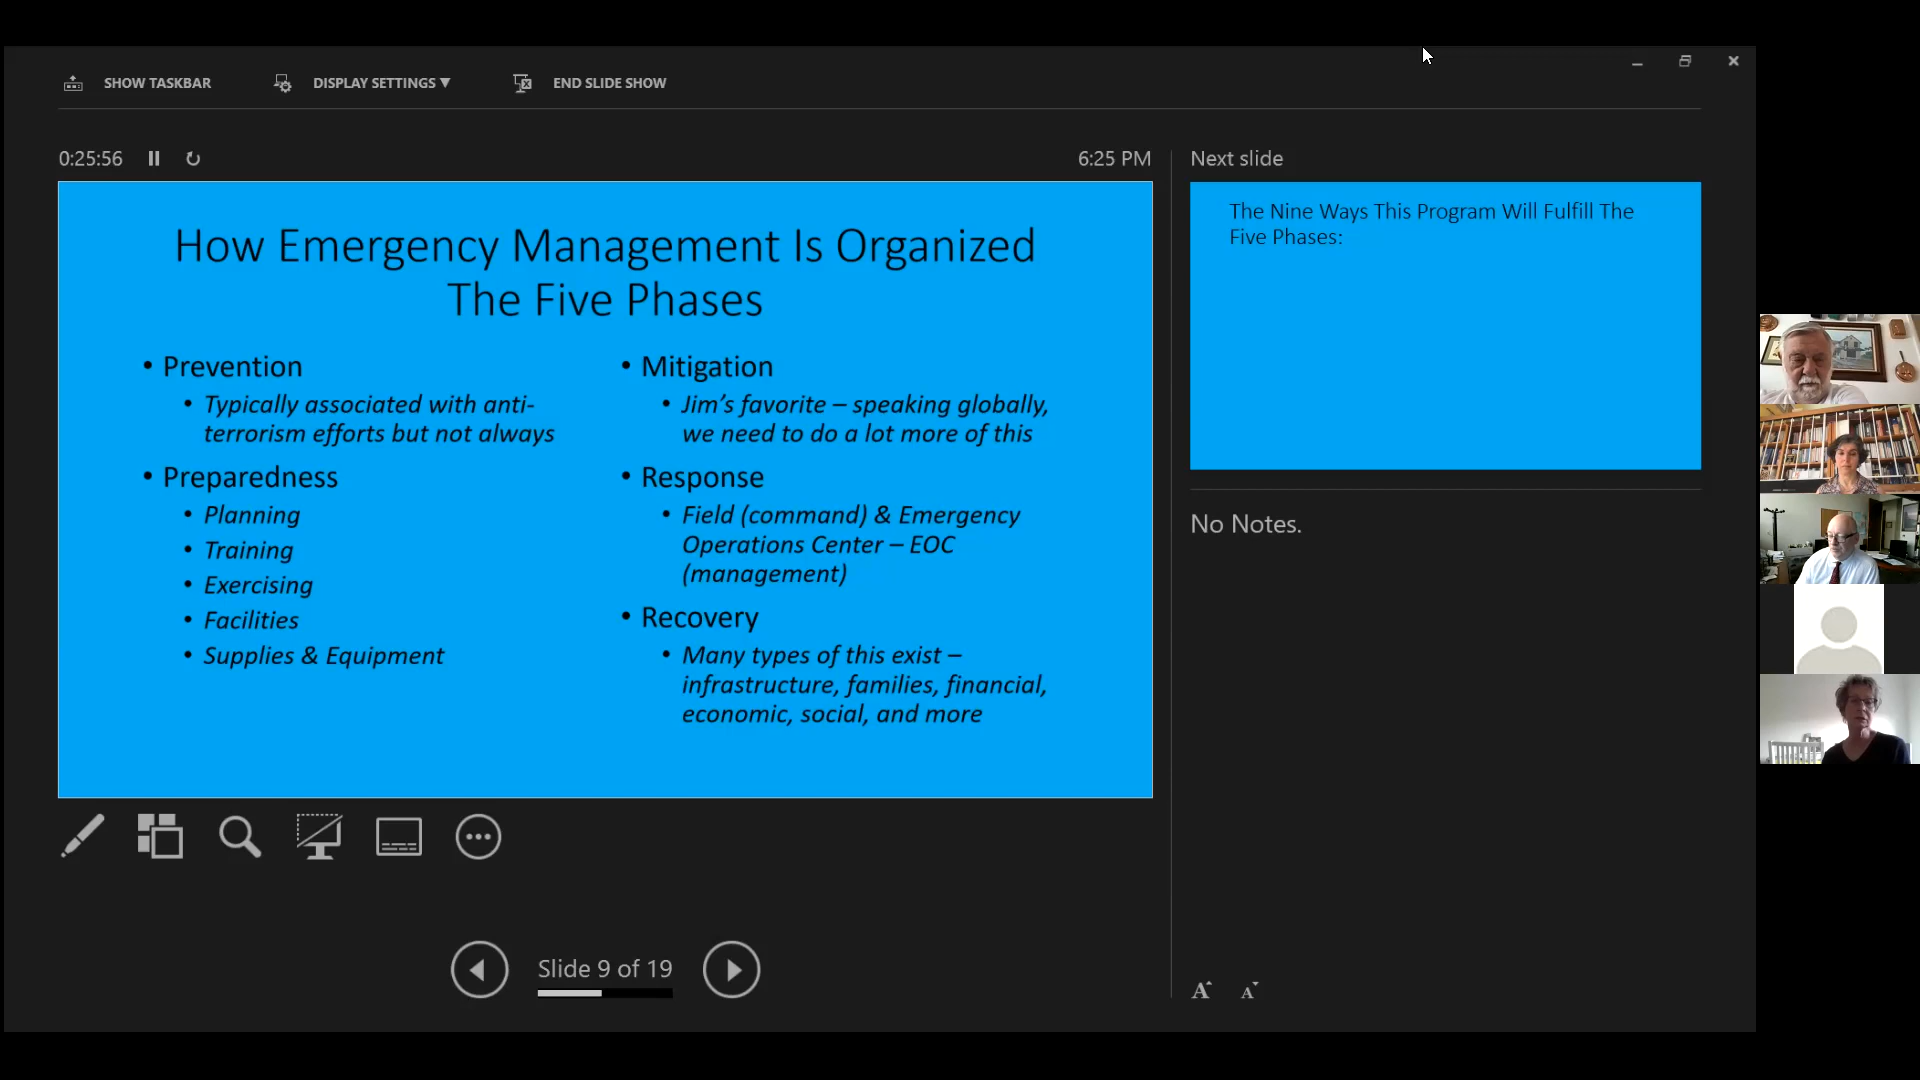 SHOW TASKBAR
DISPLAY SETTINGS ▼
END SLIDE SHOW
0:25:56
6:25 PM
How Emergency Management Is Organized
The Five Phases
• Prevention
• Typically associated with anti-
terrorism efforts but not always
• Preparedness
• Planning
• Training
• Exercising
• Facilities
• Supplies & Equipment
• Mitigation
• Jim's favorite – speaking globally,
we need to do a lot more of this
• Response
• Field (command) & Emergency
Operations Center – EOC
(management)
• Recovery
• Many types of this exist –
infrastructure, families, financial,
economic, social, and more
Slide 9 of 19
Next slide
The Nine Ways This Program Will Fulfill The
Five Phases:
No Notes.
A A